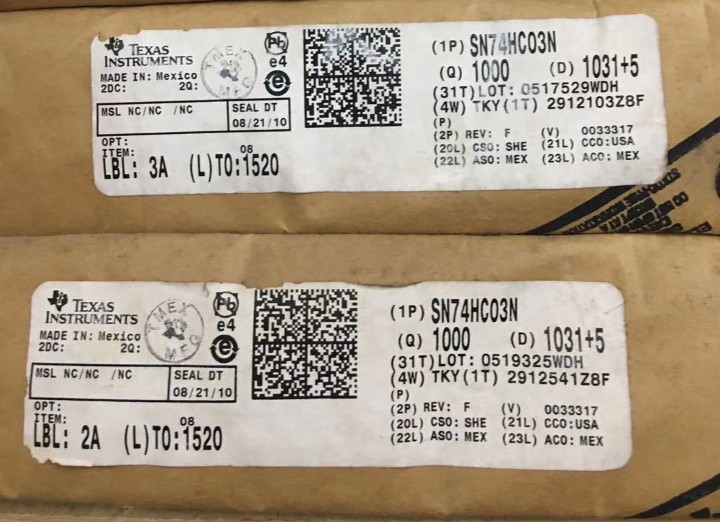 TEXAS
INSTRUMENTS
MADE IN: Mexico
2DC: 2Q:
MSL NC/NC /NC
SEAL DT
08/21/10
OPT:
ITEM:
08
LBL: 3A (L)TO:1520
TMEX
MFG
Pb
e4
e
(1P) SN74HC03N
(Q) 1000 (D) 1031+5
(31T)LOT: 0517529WDH
(4W) TKY(1T) 2912103Z8F
(P)
(2P) REV: F (V) 0033317
(20L) CSO: SHE (21L) CCO:USA
(22L) ASO: MEX (23L) ACO: MEX
TEXAS
INSTRUMENTS
MADE IN: Mexico
2DC: 2Q:
MSL NC/NC /NC
SEAL DT
08/21/10
OPT:
ITEM:
08
LBL: 2A (L)TO:1520
TMEX
MFG
Pb
e4
e
(1P) SN74HC03N
(Q) 1000 (D) 1031+5
(31T)LOT: 0519325WDH
(4W) TKY(1T) 2912541Z8F
(P)
(2P) REV: F (V) 0033317
(20L) CSO: SHE (21L) CCO:USA
(22L) ASO: MEX (23L) ACO: MEX